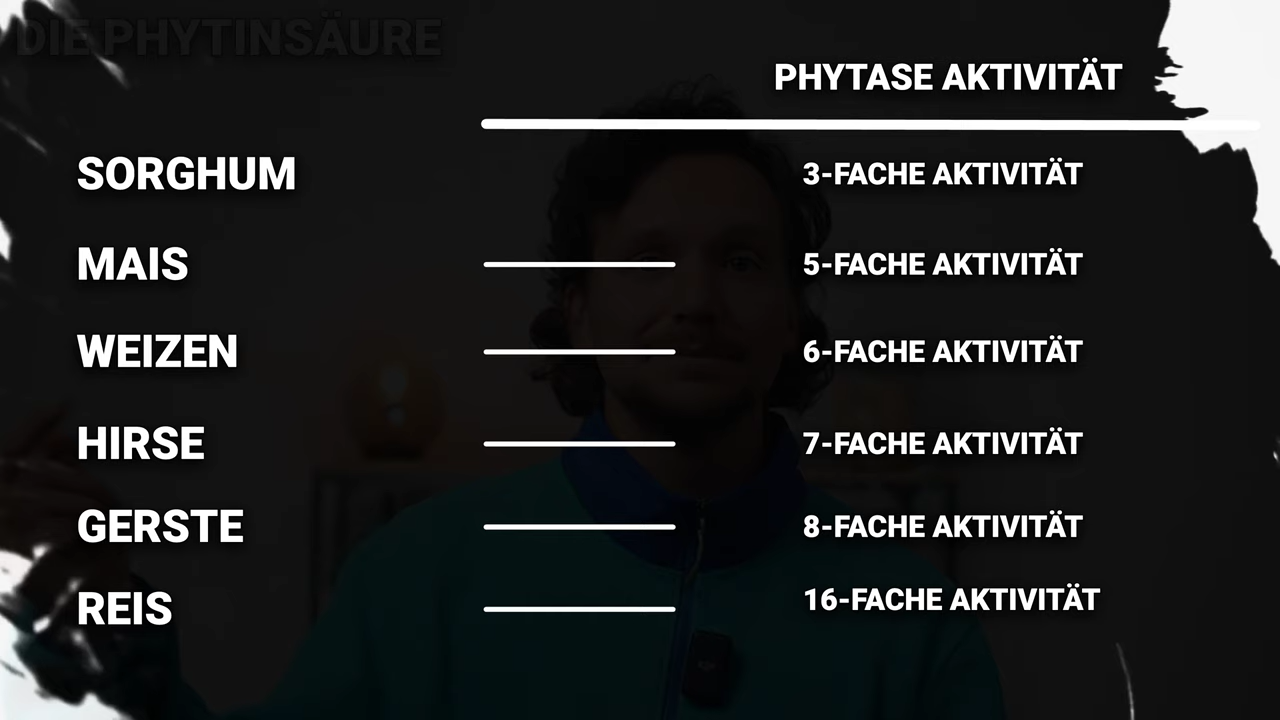 DIE PHYTINSÄURE
PHYTASE AKTIVITÄT
SORGHUM 3-FACHE AKTIVITÄT
MAIS 5-FACHE AKTIVITÄT
WEIZEN 6-FACHE AKTIVITÄT
HIRSE 7-FACHE AKTIVITÄT
GERSTE 8-FACHE AKTIVITÄT
REIS 16-FACHE AKTIVITÄT